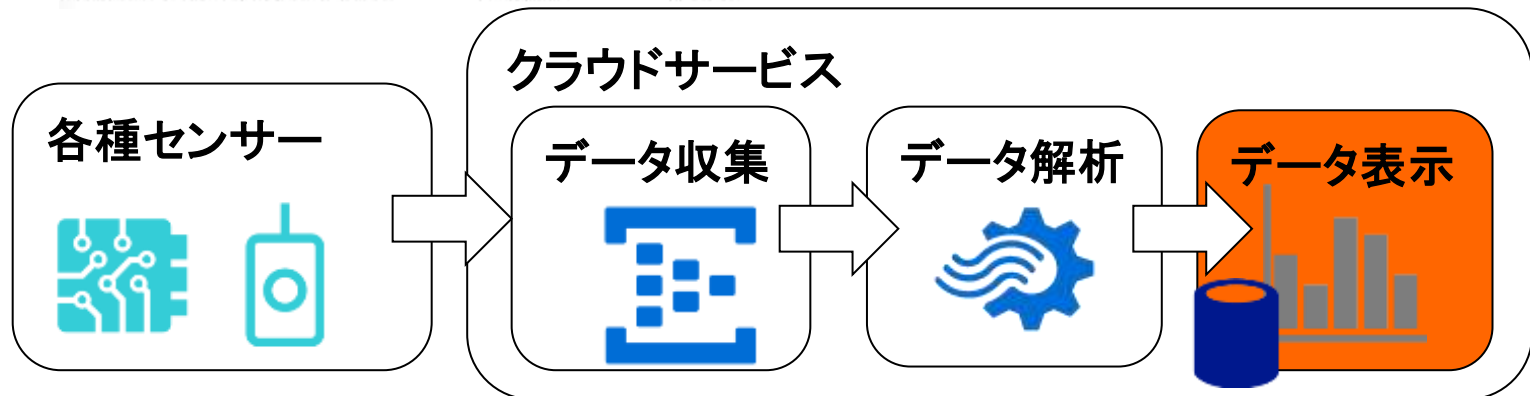 クラウドサービス
各種センサー
データ収集
データ解析
データ表示